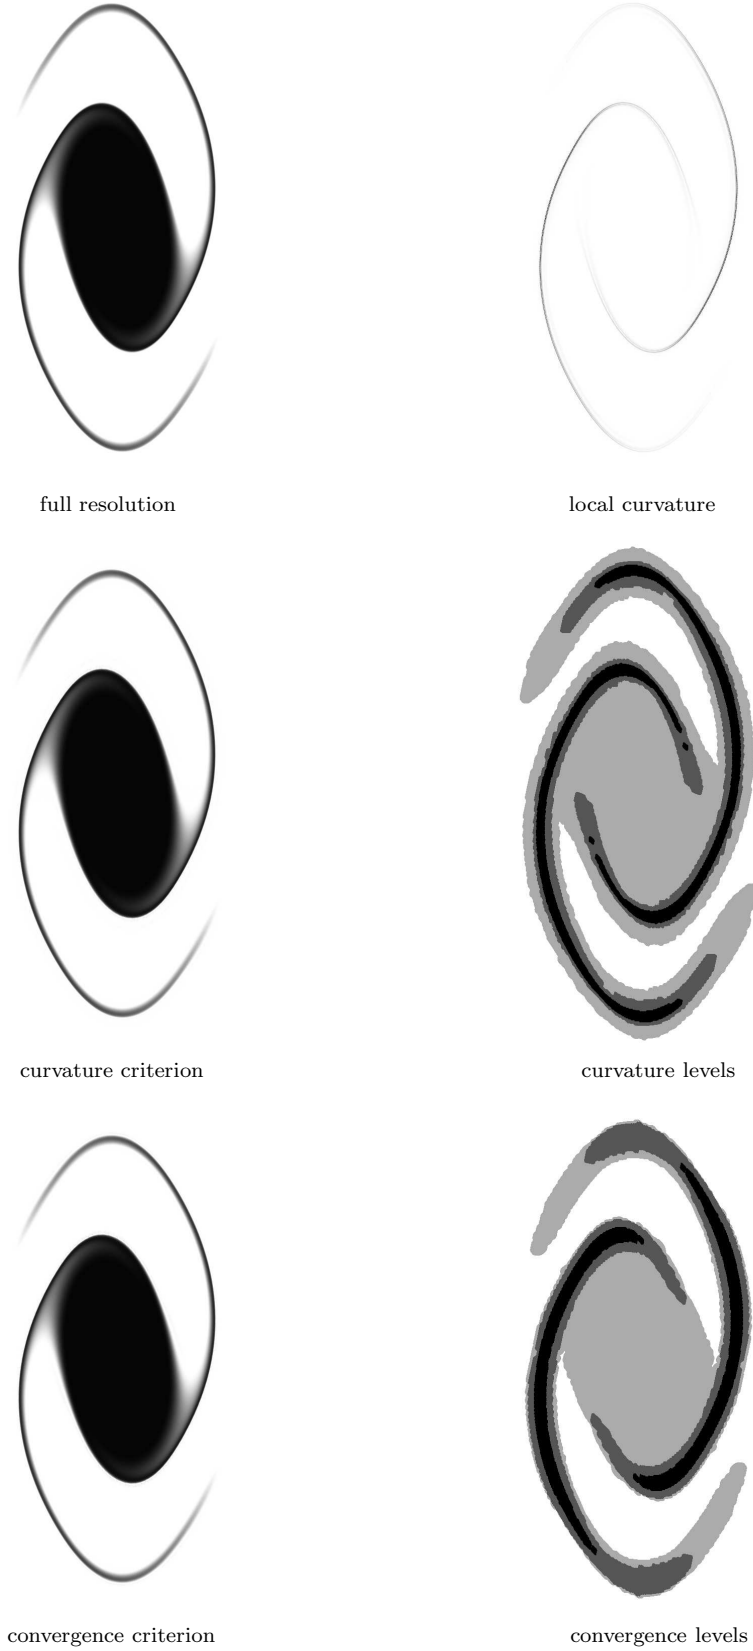 full resolution
local curvature
curvature criterion
curvature levels
convergence criterion
convergence levels